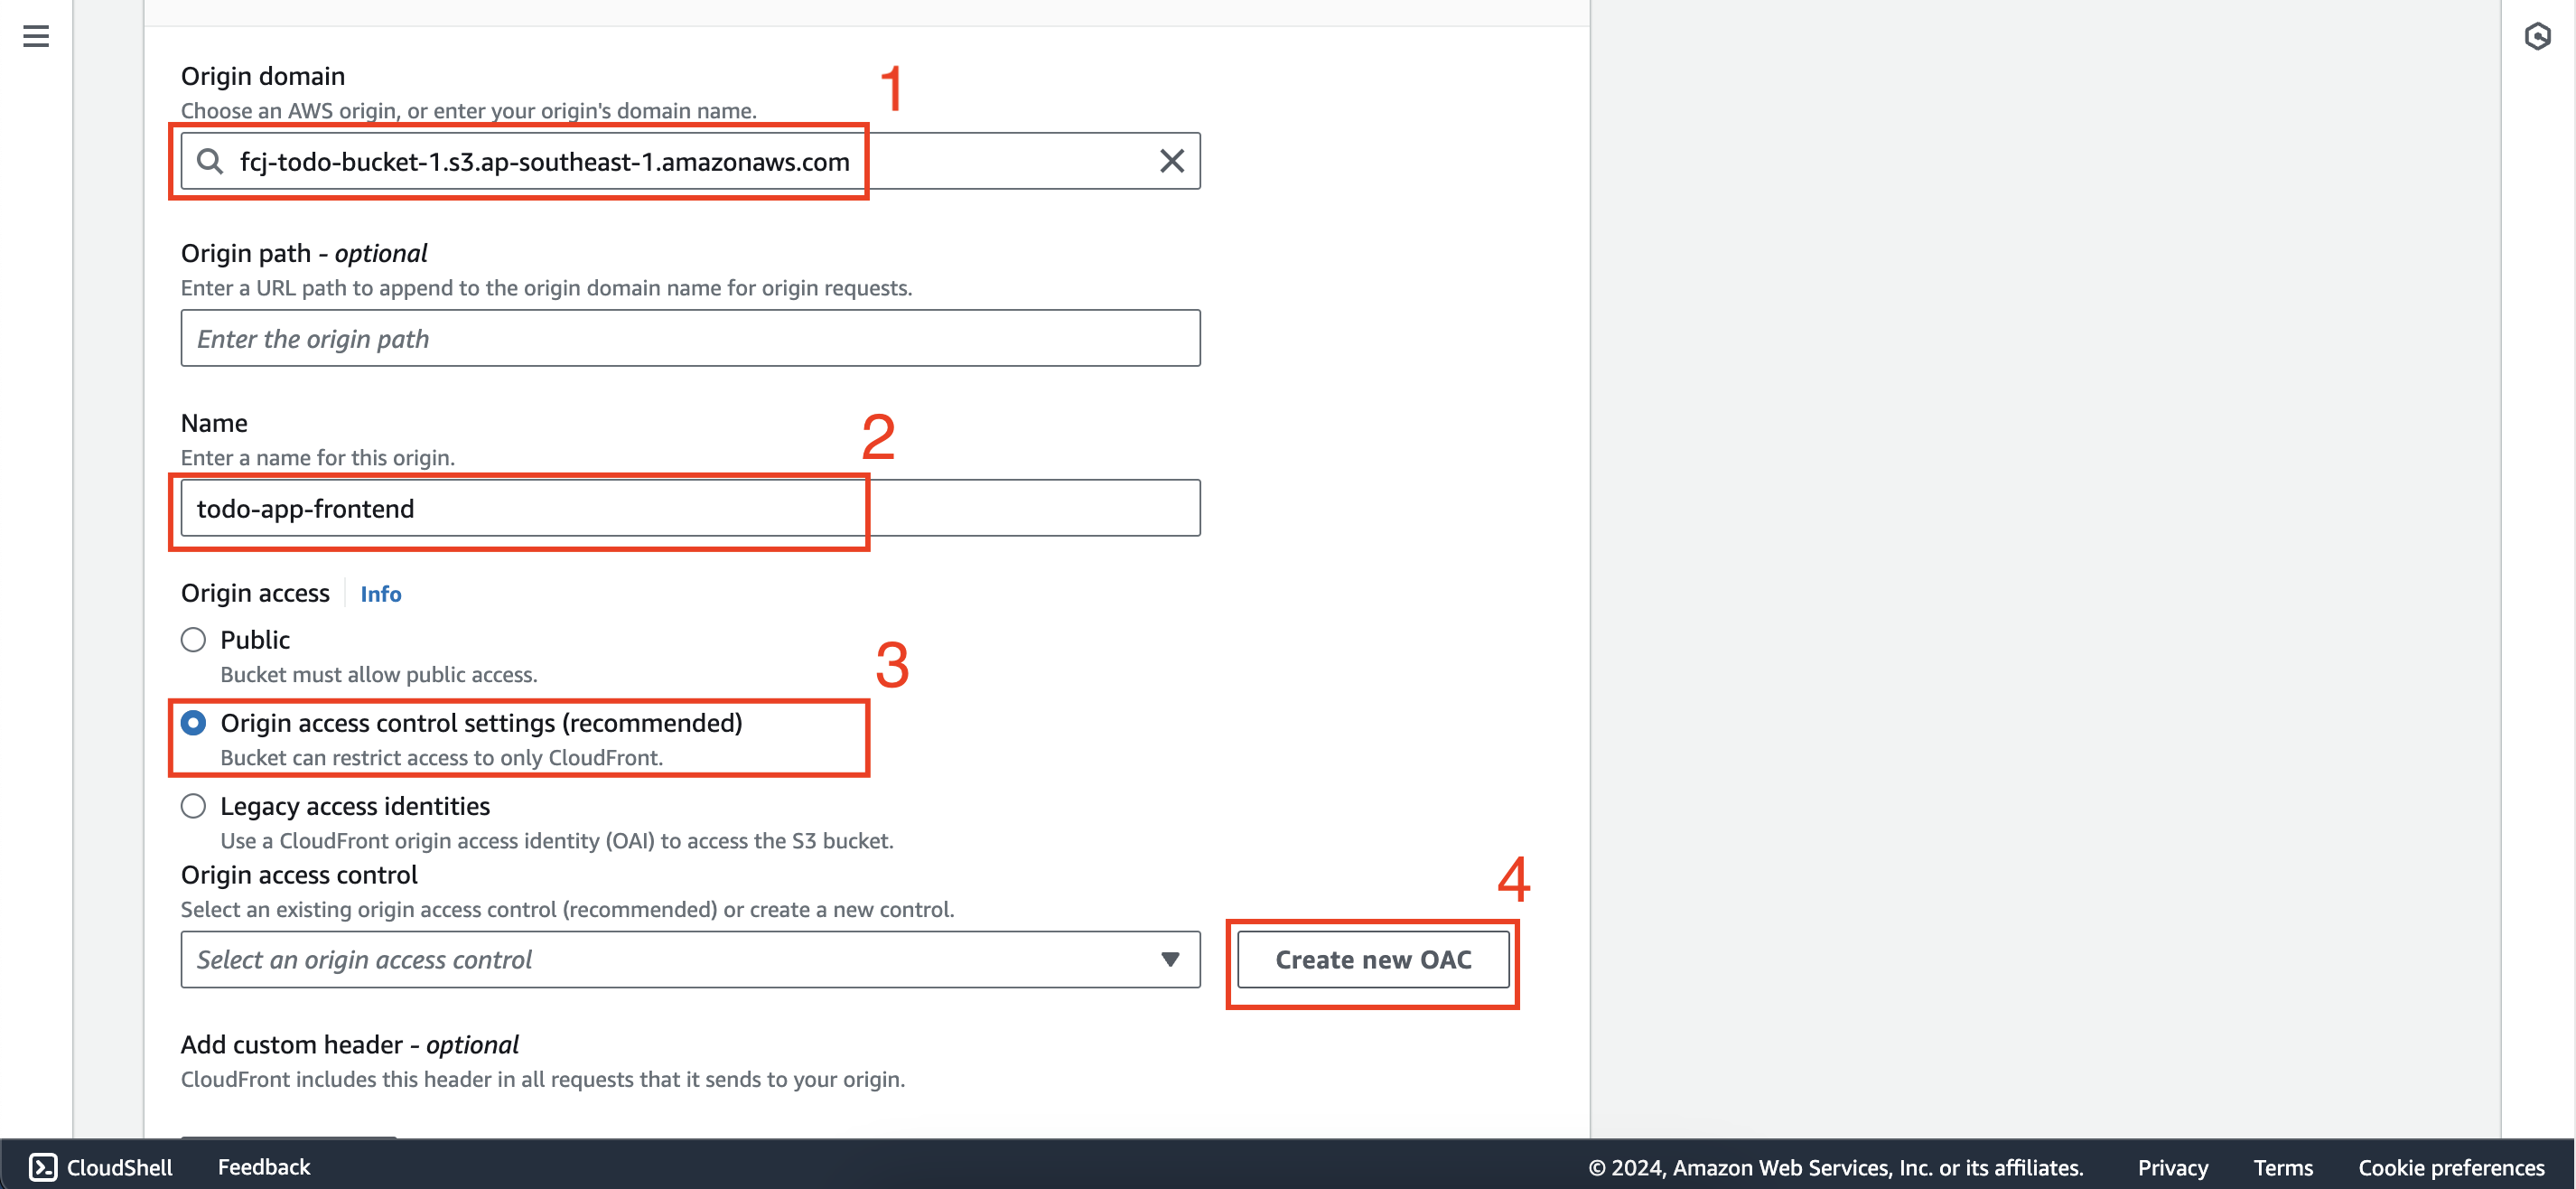 Origin domain
1
Choose an AWS origin, or enter your origin's domain name.
fcj-todo-bucket-1.s3.ap-southeast-1.amazonaws.com
Origin path - optional
Enter a URL path to append to the origin domain name for origin requests.
Enter the origin path
Name
2
Enter a name for this origin.
todo-app-frontend
Origin access Info
Public
3
Bucket must allow public access.
Origin access control settings (recommended)
Bucket can restrict access to only CloudFront.
Legacy access identities
Use a CloudFront origin access identity (OAI) to access the S3 bucket.
Origin access control
4
Select an existing origin access control (recommended) or create a new control.
Select an origin access control Create new OAC
Add custom header - optional
CloudFront includes this header in all requests that it sends to your origin.
CloudShell Feedback © 2024, Amazon Web Services, Inc. or its affiliates. Privacy Terms Cookie preferences